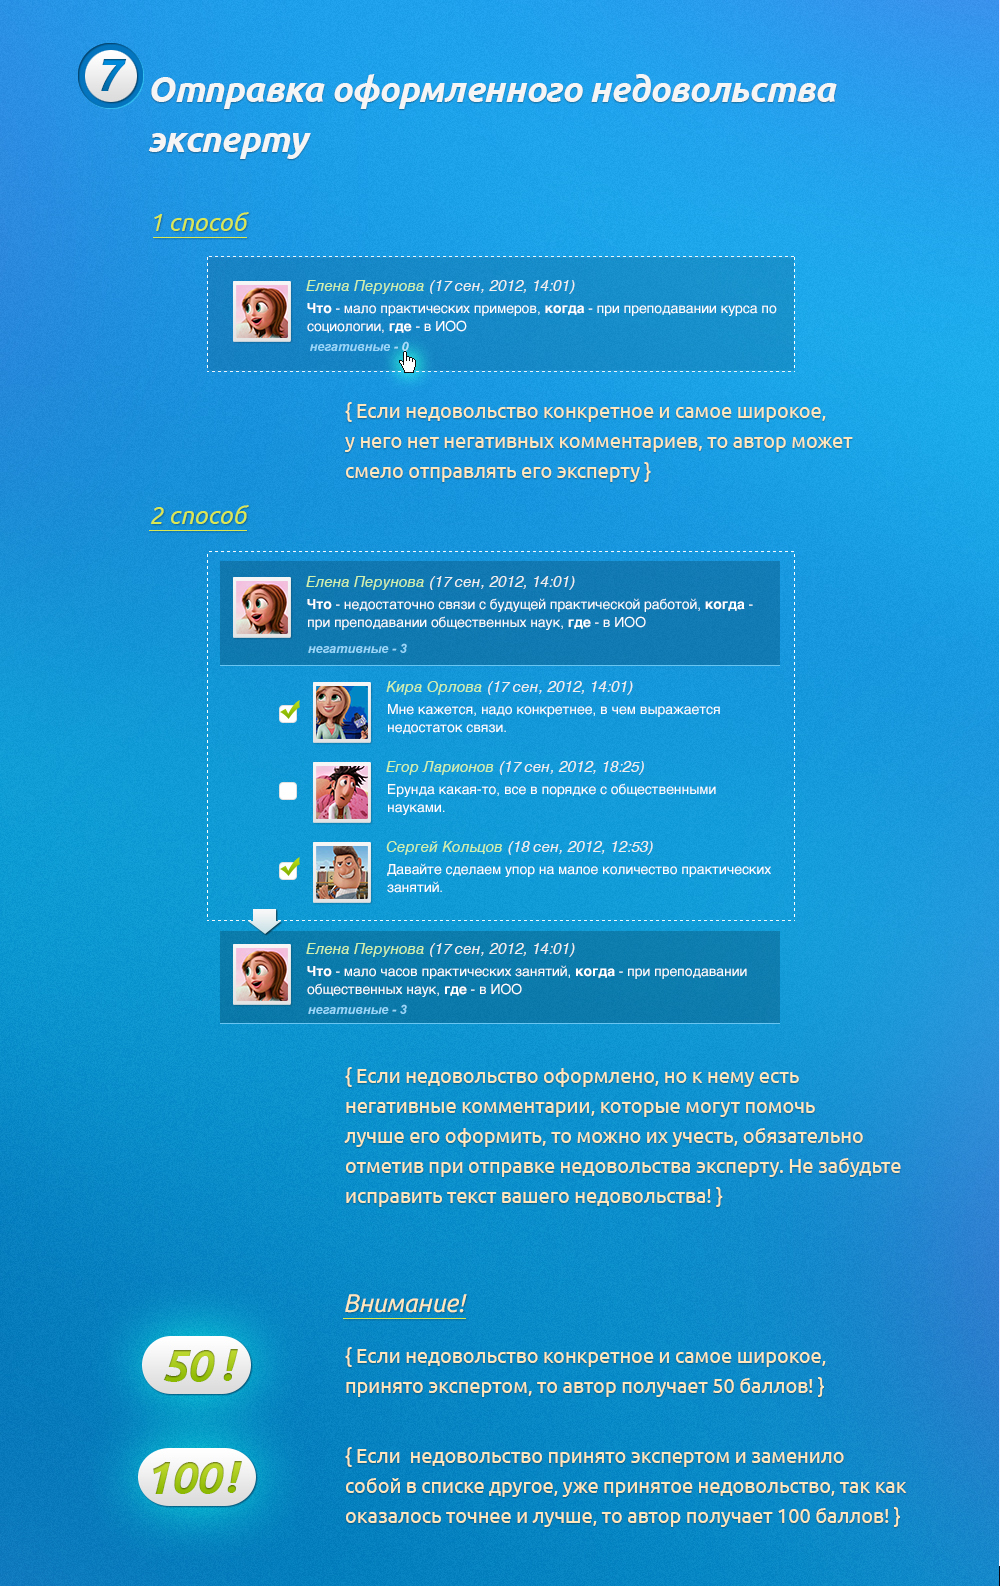 7
Отправка оформленного недовольства
эксперту
1 способ
Елена Перунова (17 сен, 2012, 14:01)
Что - мало практических примеров, когда - при преподавании курса по
социологии, где - в ИОО
негативные - 0
{ Если недовольство конкретное и самое широкое,
у него нет негативных комментариев, то автор может
смело отправлять его эксперту }
2 способ
Елена Перунова (17 сен, 2012, 14:01)
Что - недостаточно связи с будущей практической работой, когда -
при преподавании общественных наук, где - в ИОО
негативные - 3
Кира Орлова (17 сен, 2012, 14:01)
Мне кажется, надо конкретнее, в чем выражается
недостаток связи.
Егор Ларионов (17 сен, 2012, 18:25)
Ерунда какая-то, все в порядке с общественными
науками.
Сергей Кольцов (18 сен, 2012, 12:53)
Давайте сделаем упор на малое количество практических
занятий.
Елена Перунова (17 сен, 2012, 14:01)
Что - мало часов практических занятий, когда - при преподавании
общественных наук, где - в ИОО
негативные - 3
{ Если недовольство оформлено, но к нему есть
негативные комментарии, которые могут помочь
лучше его оформить, то можно их учесть, обязательно
отметив при отправке недовольства эксперту. Не забудьте
исправить текст вашего недовольства! }
Внимание!
50 !
{ Если недовольство конкретное и самое широкое,
принято экспертом, то автор получает 50 баллов! }
100!
{ Если недовольство принято экспертом и заменило
собой в списке другое, уже принятое недовольство, так как
оказалось точнее и лучше, то автор получает 100 баллов! }